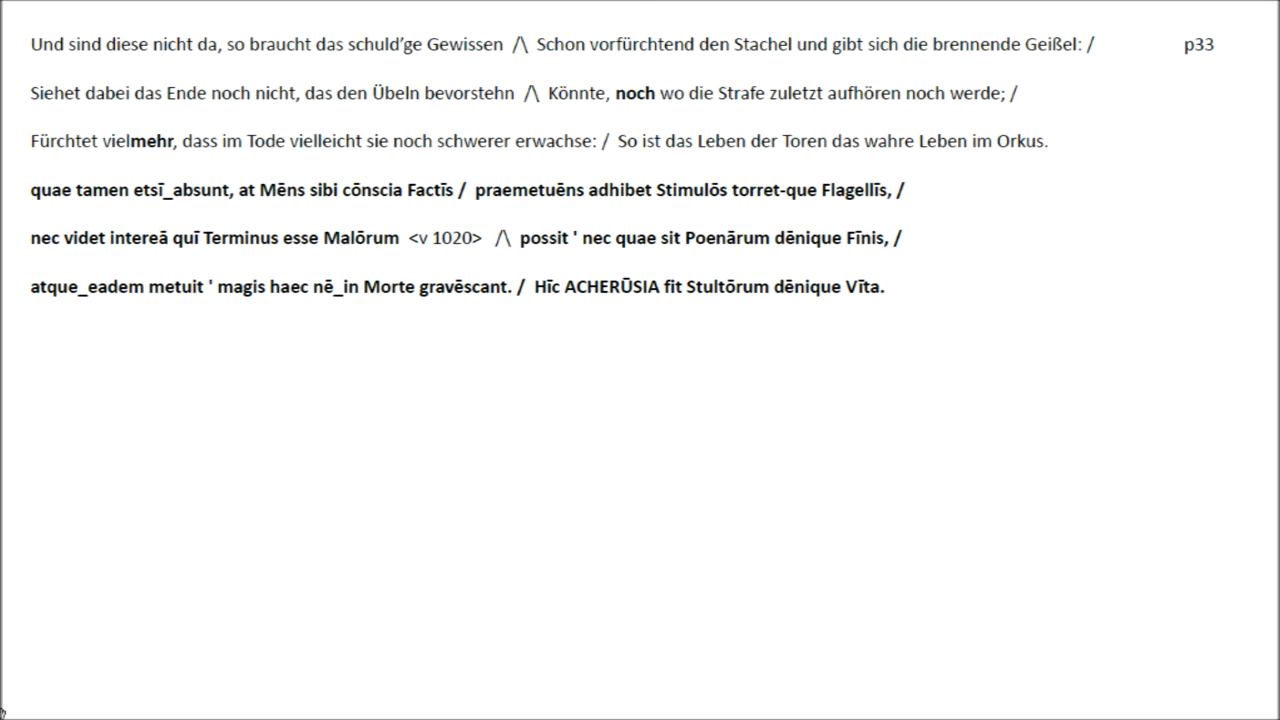 Und sind diese nicht da, so braucht das schuld’ge Gewissen /\ Schon vorfürchtend den Stachel und gibt sich die brennende Geißel: / p33
Siehet dabei das Ende noch nicht, das den Übeln bevorstehn /\ Könnte, noch wo die Strafe zuletzt aufhören noch werde; /
Fürchtet vielmehr, dass im Tode vielleicht sie noch schwerer erwachse: / So ist das Leben der Toren das wahre Leben im Orkus.
quae tamen etsī_absunt, at Mēns sibi cōnscia Factīs / praemetuēns adhibet Stimulōs torret-que Flagellīs, /
nec videt intereā quī Terminus esse Malōrum <v 1020> /\ possit ' nec quae sit Poenārum dēnique Fīnis, /
atque_eadem metuit ' magis haec nē_in Morte gravēscant. / Hīc ACHERŪSIA fit Stultōrum dēnique Vīta.